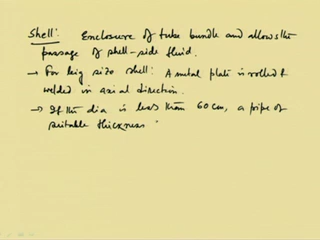 Shell: Enclosure of tube bundle and allows the
passage of shell-side fluid.
→ For big size shell: A metal plate is rolled &
welded in axial direction.
→ If the dia is less than 60 cm, a pipe of
suitable thickness